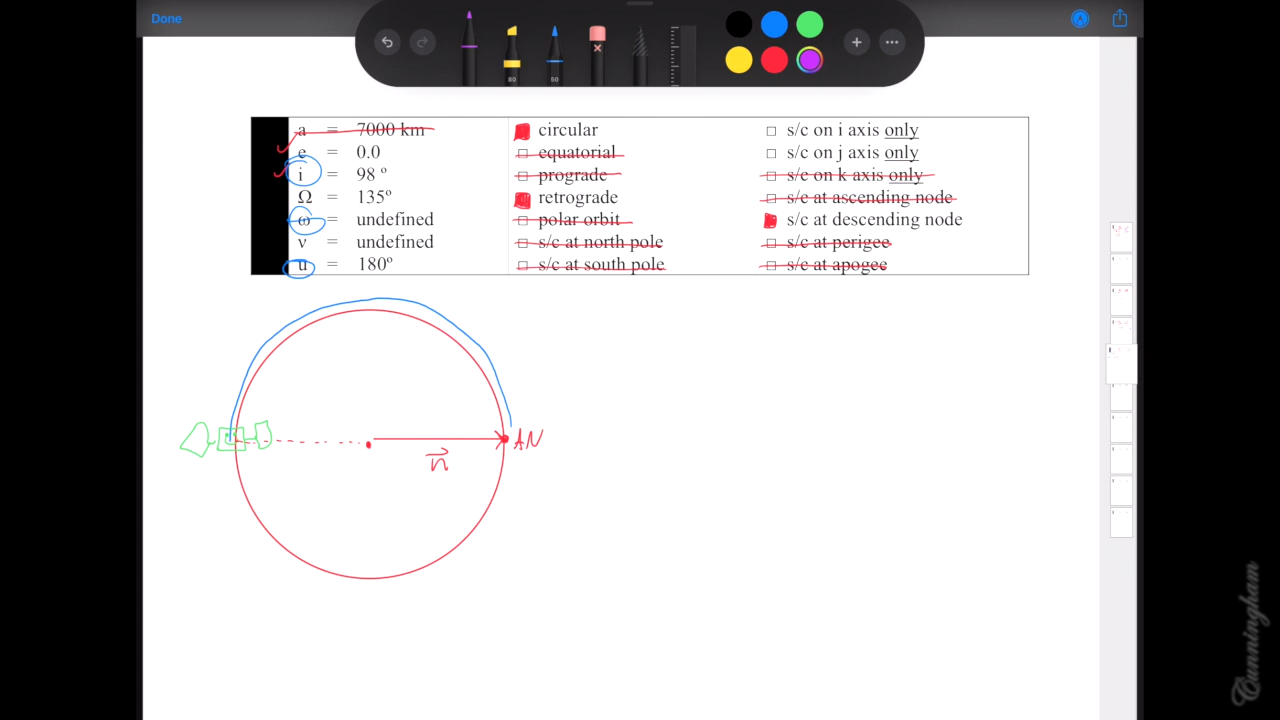 Done
80
50
a = 7000 km
e = 0.0
i = 98 º
Ω = 135º
ω = undefined
ν = undefined
u = 180º
□ circular
□ equatorial
□ prograde
□ retrograde
□ polar orbit
□ s/c at north pole
□ s/c at south pole
□ s/c on i axis only
□ s/c on j axis only
□ s/c on k axis only
□ s/c at ascending node
□ s/c at descending node
□ s/c at perigee
□ s/c at apogee
AN
n
Cunningham